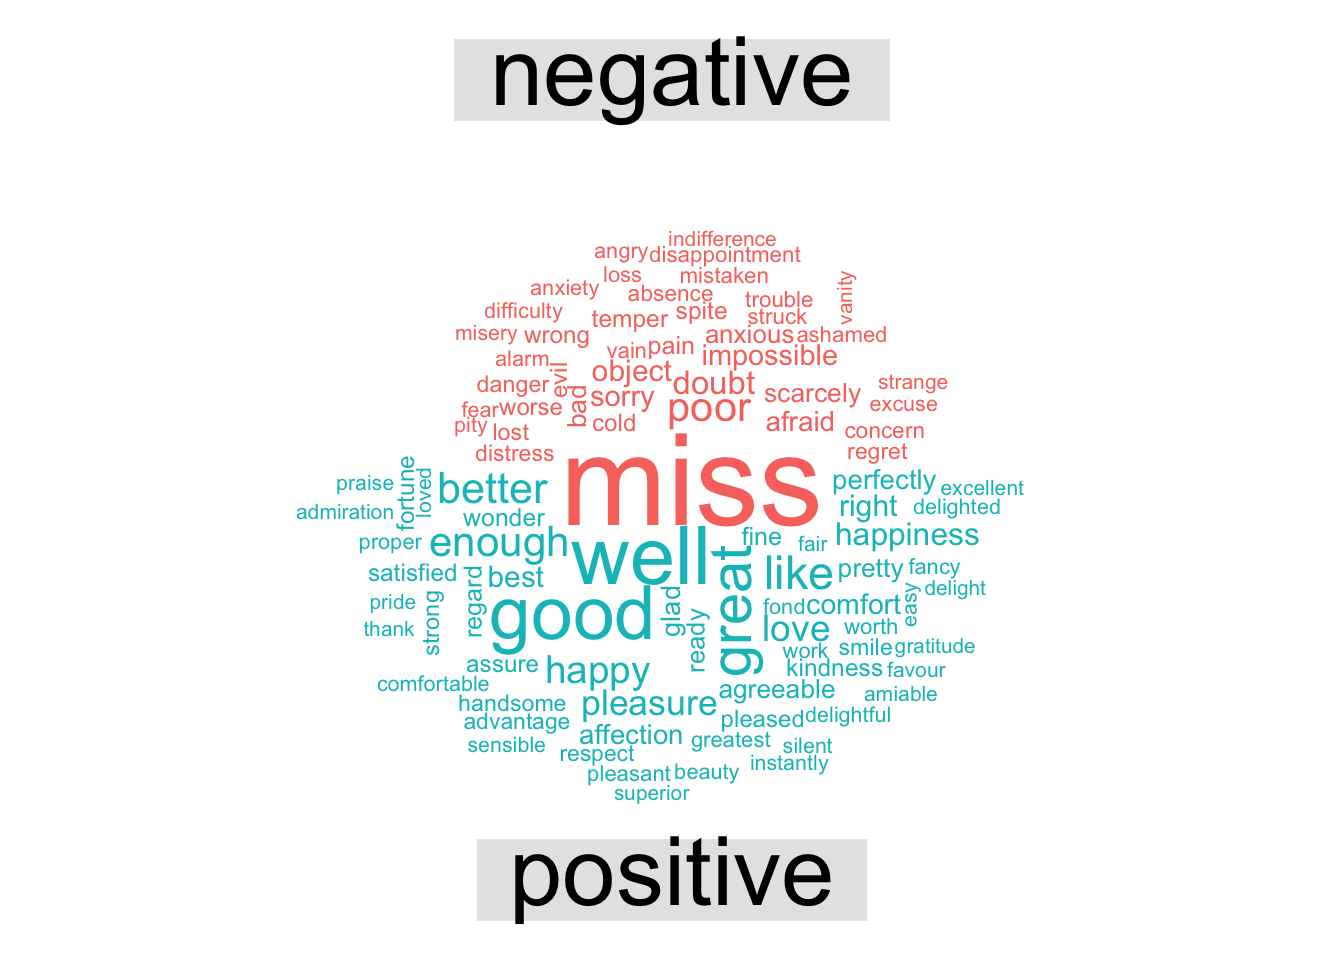 negative
indifference
angry disappointment
loss mistaken
anxiety absence trouble vanity
difficulty temper spite struck
misery wrong anxious ashamed
alarm vain pain impossible
danger evil object doubt strange
fear worse bad sorry poor scarcely excuse
pity lost cold afraid concern
distress miss regret
praise fortune loved better perfectly excellent
admiration wonder right delighted
proper enough well fine fair happiness
satisfied best great like pretty fancy
pride strong regard good glad fond comfort easy delight
thank ready love worth
assure happy work smile gratitude
comfortable kindness favour
handsome pleasure agreeable amiable
advantage pleased delightful
sensible affection greatest silent
respect instantly
pleasant beauty
superior
positive